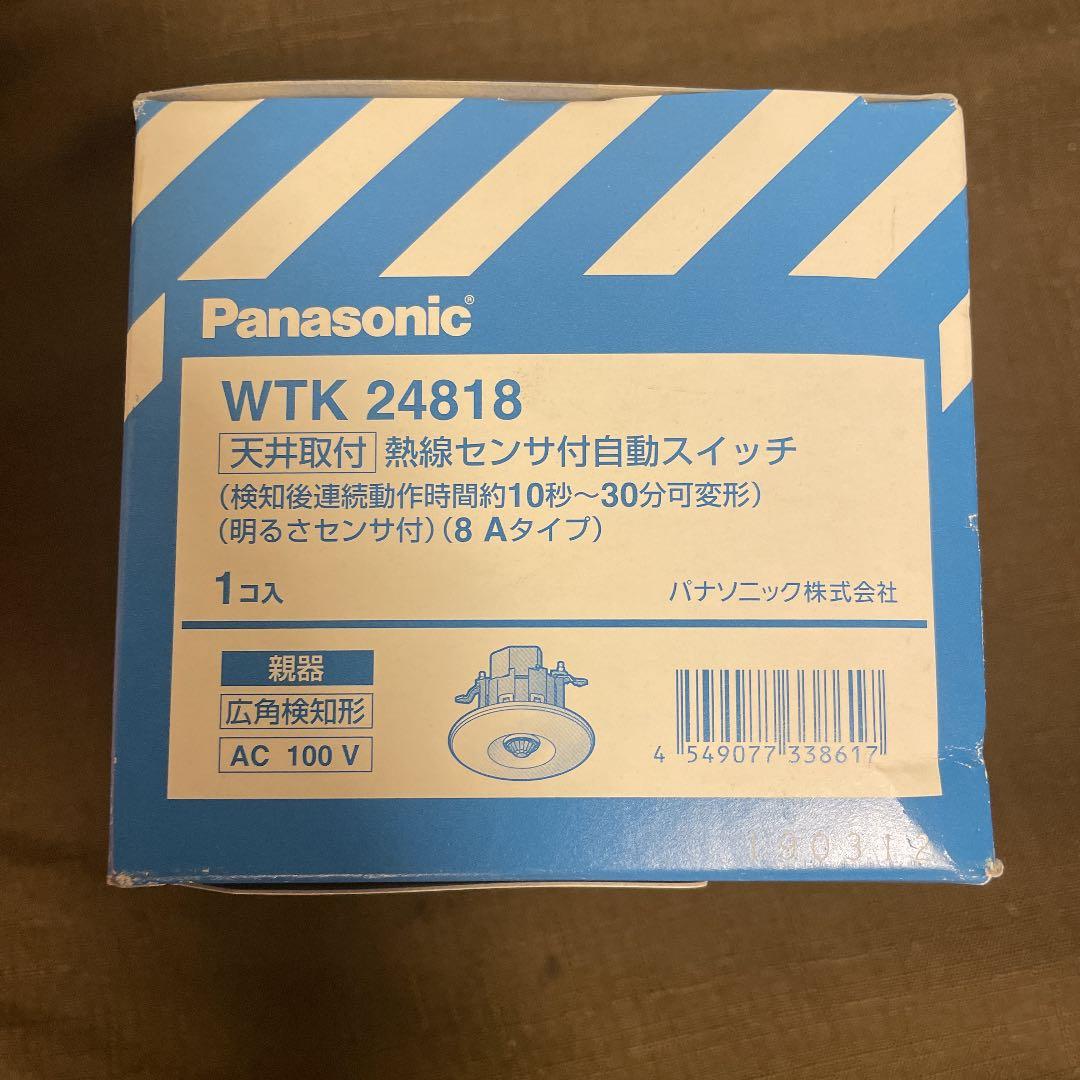 Panasonic®
WTK 24818
天井取付 熱線センサ付自動スイッチ
(検知後連続動作時間約10秒～30分可変形)
(明るさセンサ付)(8 Aタイプ)
1コ入 パナソニック株式会社
親器
広角検知形
AC 100 V
4 549077 338617
190312